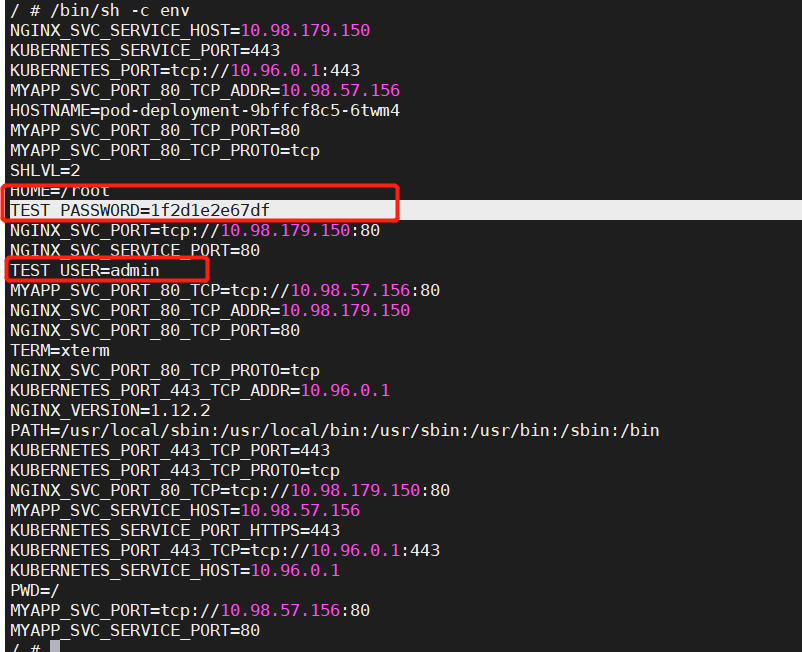 / # /bin/sh -c env
NGINX_SVC_SERVICE_HOST=10.98.179.150
KUBERNETES_SERVICE_PORT=443
KUBERNETES_PORT=tcp://10.96.0.1:443
MYAPP_SVC_PORT_80_TCP_ADDR=10.98.57.156
HOSTNAME=pod-deployment-9bffcf8c5-6twm4
MYAPP_SVC_PORT_80_TCP_PORT=80
MYAPP_SVC_PORT_80_TCP_PROTO=tcp
SHLVL=2
HOME=/root
TEST_PASSWORD=1f2d1e2e67df
NGINX_SVC_PORT=tcp://10.98.179.150:80
NGINX_SVC_SERVICE_PORT=80
TEST_USER=admin
MYAPP_SVC_PORT_80_TCP=tcp://10.98.57.156:80
NGINX_SVC_PORT_80_TCP_ADDR=10.98.179.150
NGINX_SVC_PORT_80_TCP_PORT=80
TERM=xterm
NGINX_SVC_PORT_80_TCP_PROTO=tcp
KUBERNETES_PORT_443_TCP_ADDR=10.96.0.1
NGINX_VERSION=1.12.2
PATH=/usr/local/sbin:/usr/local/bin:/usr/sbin:/usr/bin:/sbin:/bin
KUBERNETES_PORT_443_TCP_PORT=443
KUBERNETES_PORT_443_TCP_PROTO=tcp
NGINX_SVC_PORT_80_TCP=tcp://10.98.179.150:80
MYAPP_SVC_SERVICE_HOST=10.98.57.156
KUBERNETES_SERVICE_PORT_HTTPS=443
KUBERNETES_PORT_443_TCP=tcp://10.96.0.1:443
KUBERNETES_SERVICE_HOST=10.96.0.1
PWD=/
MYAPP_SVC_PORT=tcp://10.98.57.156:80
MYAPP_SVC_SERVICE_PORT=80
/ #